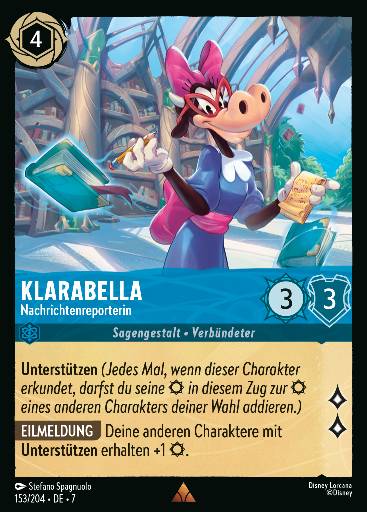 4
KLARABELLA
Nachrichtenreporterin
3
3
Sagengestalt • Verbündeter
Unterstützen (Jedes Mal, wenn dieser Charakter
erkundet, darfst du seine in diesem Zug zur
eines anderen Charakters deiner Wahl addieren.)
EILMELDUNG Deine anderen Charaktere mit
Unterstützen erhalten +1 .
Stefano Spagnuolo
153/204 • DE • 7
Disney Lorcana
©Disney